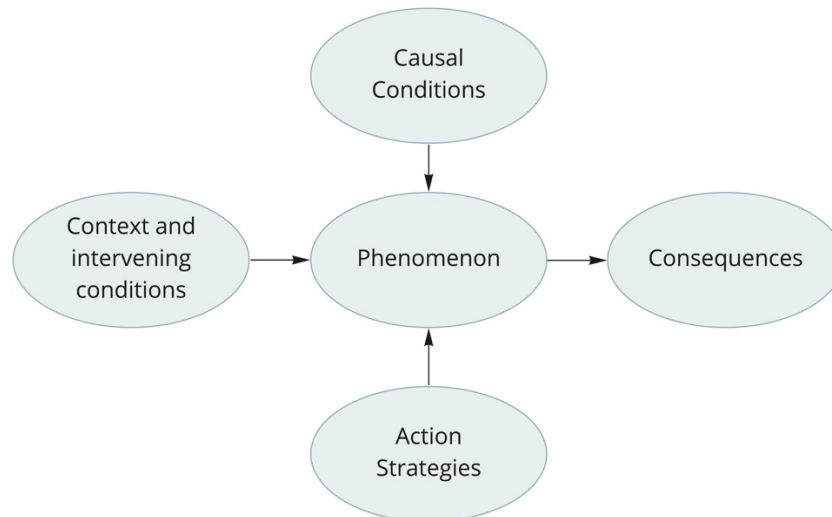 Causal
Conditions
Context and
intervening
conditions
Phenomenon
Consequences
Action
Strategies